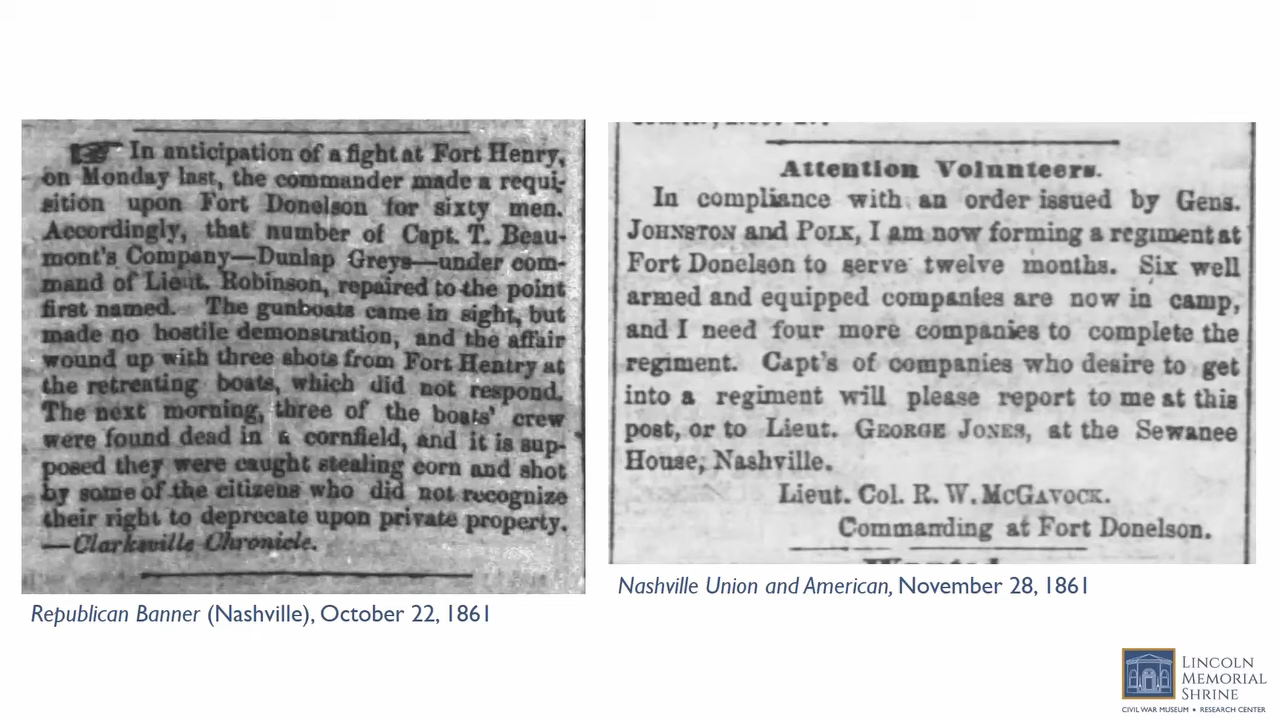 In anticipation of a fight at Fort Henry,
on Monday last, the commander made a requi-
sition upon Fort Donelson for sixty men.
Accordingly, that number of Capt. T. Beau-
mont's Company—Dunlap Greys—under com-
mand of Lieut. Robinson, repaired to the point
first named. The gunboats came in sight, but
made no hostile demonstration, and the affair
wound up with three shots from Fort Hentry at
the retreating boats, which did not respond.
The next morning, three of the boats' crew
were found dead in a cornfield, and it is sup-
posed they were caught stealing corn and shot
by some of the citizens who did not recognize
their right to deprecate upon private property.
—Clarksville Chronicle.
Republican Banner (Nashville), October 22, 1861
Attention Volunteers.
In compliance with an order issued by Gens.
JOHNSTON and POLK, I am now forming a regiment at
Fort Donelson to serve twelve months. Six well
armed and equipped companies are now in camp,
and I need four more companies to complete the
regiment. Capt's of companies who desire to get
into a regiment will please report to me at this
post, or to Lieut. GEORGE JONES, at the Sewanee
House, Nashville.
Lieut. Col. R. W. McGAVOCK.
Commanding at Fort Donelson.
Nashville Union and American, November 28, 1861
LINCOLN
MEMORIAL
SHRINE
CIVIL WAR MUSEUM • RESEARCH CENTER